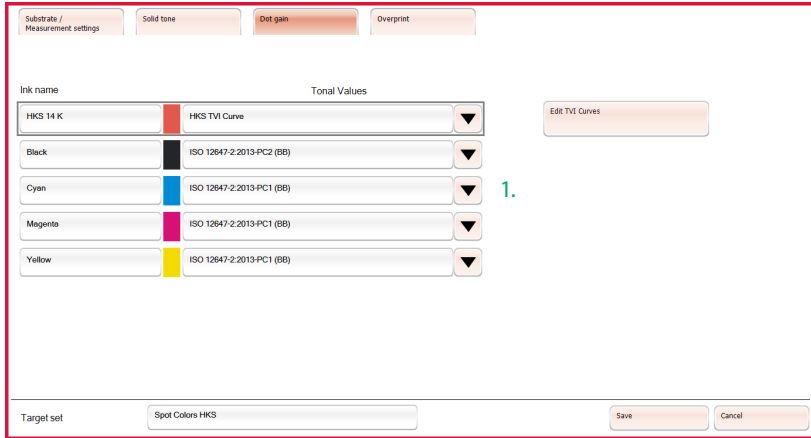 Substrate /
Measurement settings
Solid tone
Dot gain
Overprint
Ink name
Tonal Values
HKS 14 K
HKS TVI Curve
Edit TVI Curves
Black
ISO 12647-2:2013-PC2 (BB)
Cyan
ISO 12647-2:2013-PC1 (BB)
1.
Magenta
ISO 12647-2:2013-PC1 (BB)
Yellow
ISO 12647-2:2013-PC1 (BB)
Target set
Spot Colors HKS
Save
Cancel